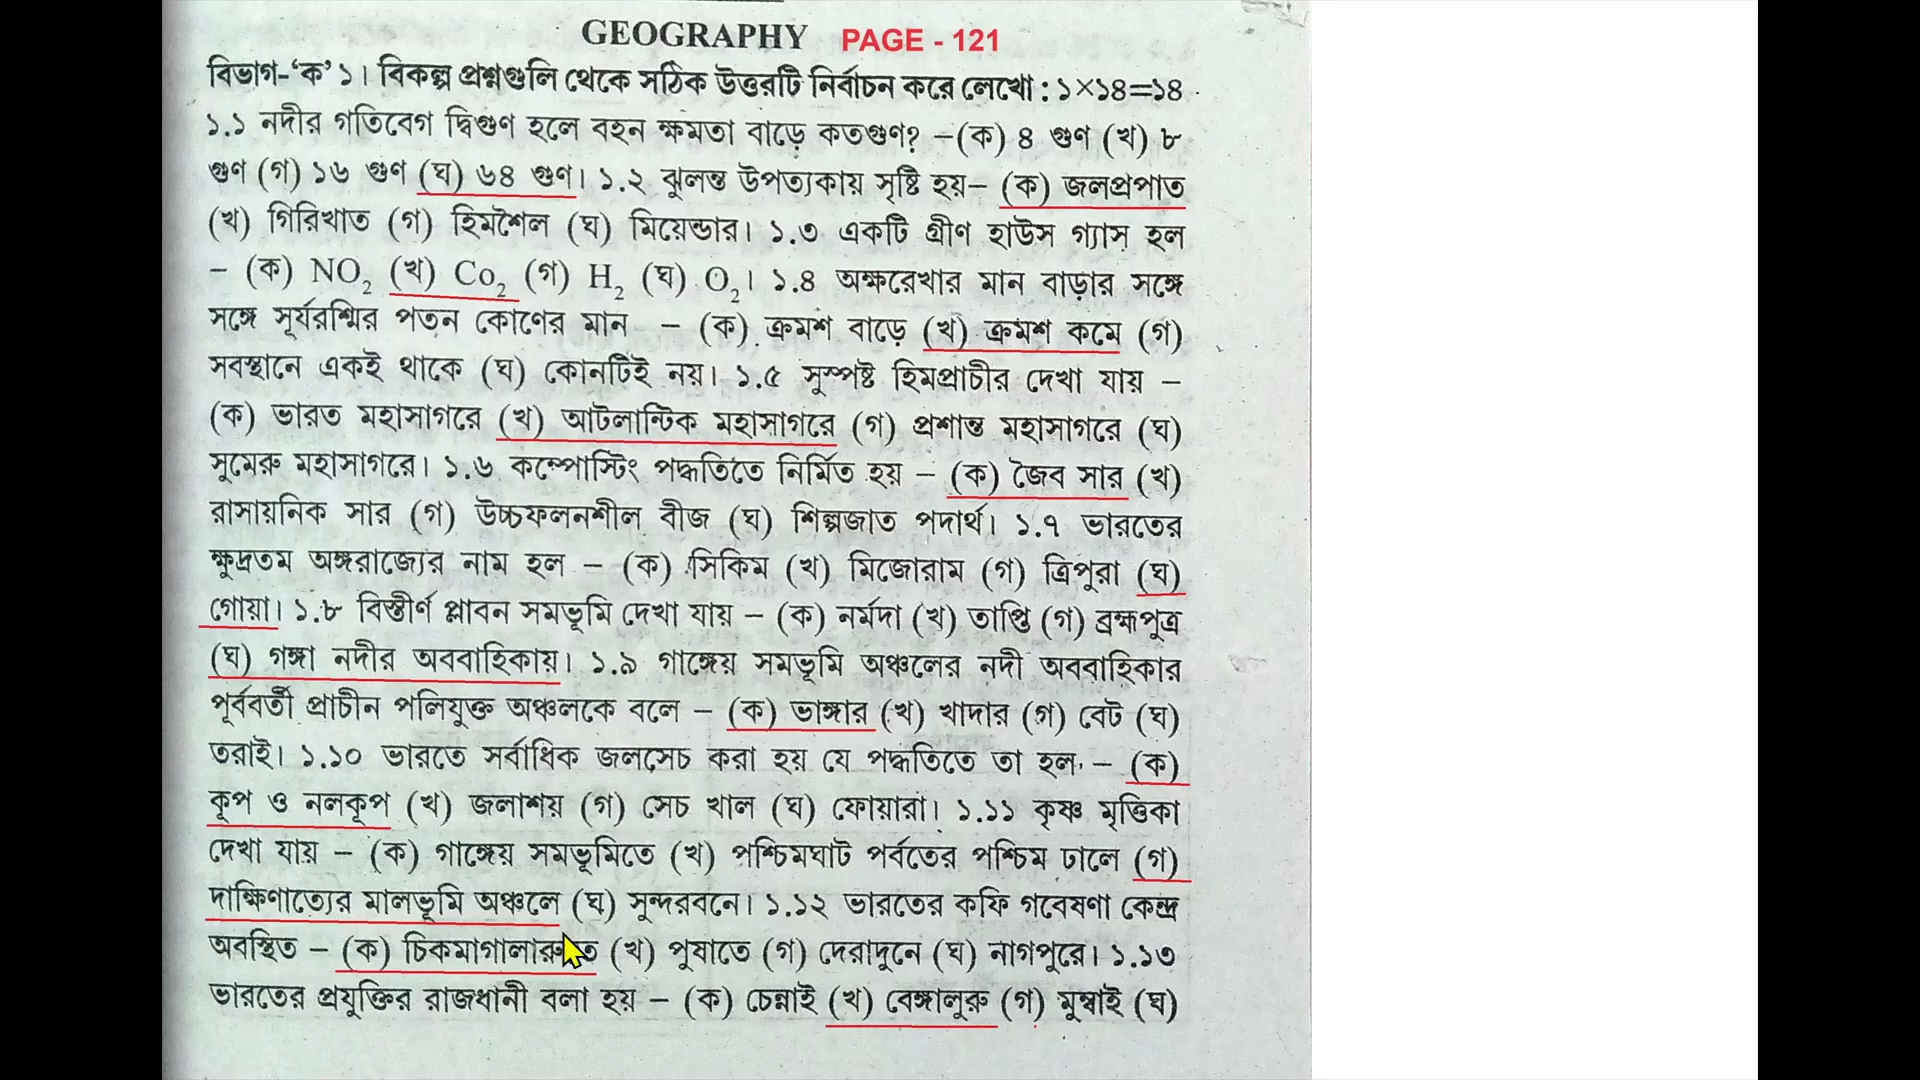 GEOGRAPHY PAGE - 121
বিভাগ-‘ক’ ১। বিকল্প প্রশ্নগুলি থেকে সঠিক উত্তরটি নির্বাচন করে লেখো : ১×১৪=১৪
১.১ নদীর গতিবেগ দ্বিগুণ হলে বহন ক্ষমতা বাড়ে কতগুণ? –(ক) ৪ গুণ (খ) ৮
গুণ (গ) ১৬ গুণ (ঘ) ৬৪ গুণ। ১.২ ঝুলন্ত উপত্যকায় সৃষ্টি হয়– (ক) জলপ্রপাত
(খ) গিরিখাত (গ) হিমশৈল (ঘ) মিয়েন্ডার। ১.৩ একটি গ্রীণ হাউস গ্যাস হল
– (ক) NO₂ (খ) Co₂ (গ) H₂ (ঘ) O₂। ১.৪ অক্ষরেখার মান বাড়ার সঙ্গে
সঙ্গে সূর্যরশ্মির পতন কোণের মান – (ক) ক্রমশ বাড়ে (খ) ক্রমশ কমে (গ)
সবস্থানে একই থাকে (ঘ) কোনটিই নয়। ১.৫ সুস্পষ্ট হিমপ্রাচীর দেখা যায় –
(ক) ভারত মহাসাগরে (খ) আটলান্টিক মহাসাগরে (গ) প্রশান্ত মহাসাগরে (ঘ)
সুমেরু মহাসাগরে। ১.৬ কম্পোস্টিং পদ্ধতিতে নির্মিত হয় – (ক) জৈব সার (খ)
রাসায়নিক সার (গ) উচ্চফলনশীল বীজ (ঘ) শিল্পজাত পদার্থ। ১.৭ ভারতের
ক্ষুদ্রতম অঙ্গরাজ্যের নাম হল – (ক) সিকিম (খ) মিজোরাম (গ) ত্রিপুরা (ঘ)
গোয়া। ১.৮ বিস্তীর্ণ প্লাবন সমভূমি দেখা যায় – (ক) নর্মদা (খ) তাপ্তি (গ) ব্রহ্মপুত্র
(ঘ) গঙ্গা নদীর অববাহিকায়। ১.৯ গাঙ্গেয় সমভূমি অঞ্চলের নদী অববাহিকার
পূর্ববর্তী প্রাচীন পলিযুক্ত অঞ্চলকে বলে – (ক) ভাঙ্গার (খ) খাদার (গ) বেট (ঘ)
তরাই। ১.১০ ভারতে সর্বাধিক জলসেচ করা হয় যে পদ্ধতিতে তা হল – (ক)
কূপ ও নলকূপ (খ) জলাশয় (গ) সেচ খাল (ঘ) ফোয়ারা। ১.১১ কৃষ্ণ মৃত্তিকা
দেখা যায় – (ক) গাঙ্গেয় সমভূমিতে (খ) পশ্চিমঘাট পর্বতের পশ্চিম ঢালে (গ)
দাক্ষিণাত্যের মালভূমি অঞ্চলে (ঘ) সুন্দরবনে। ১.১২ ভারতের কফি গবেষণা কেন্দ্র
অবস্থিত – (ক) চিকমাগালারুতে (খ) পুষাতে (গ) দেরাদুনে (ঘ) নাগপুরে। ১.১৩
ভারতের প্রযুক্তির রাজধানী বলা হয় – (ক) চেন্নাই (খ) বেঙ্গালুরু (গ) মুম্বাই (ঘ)